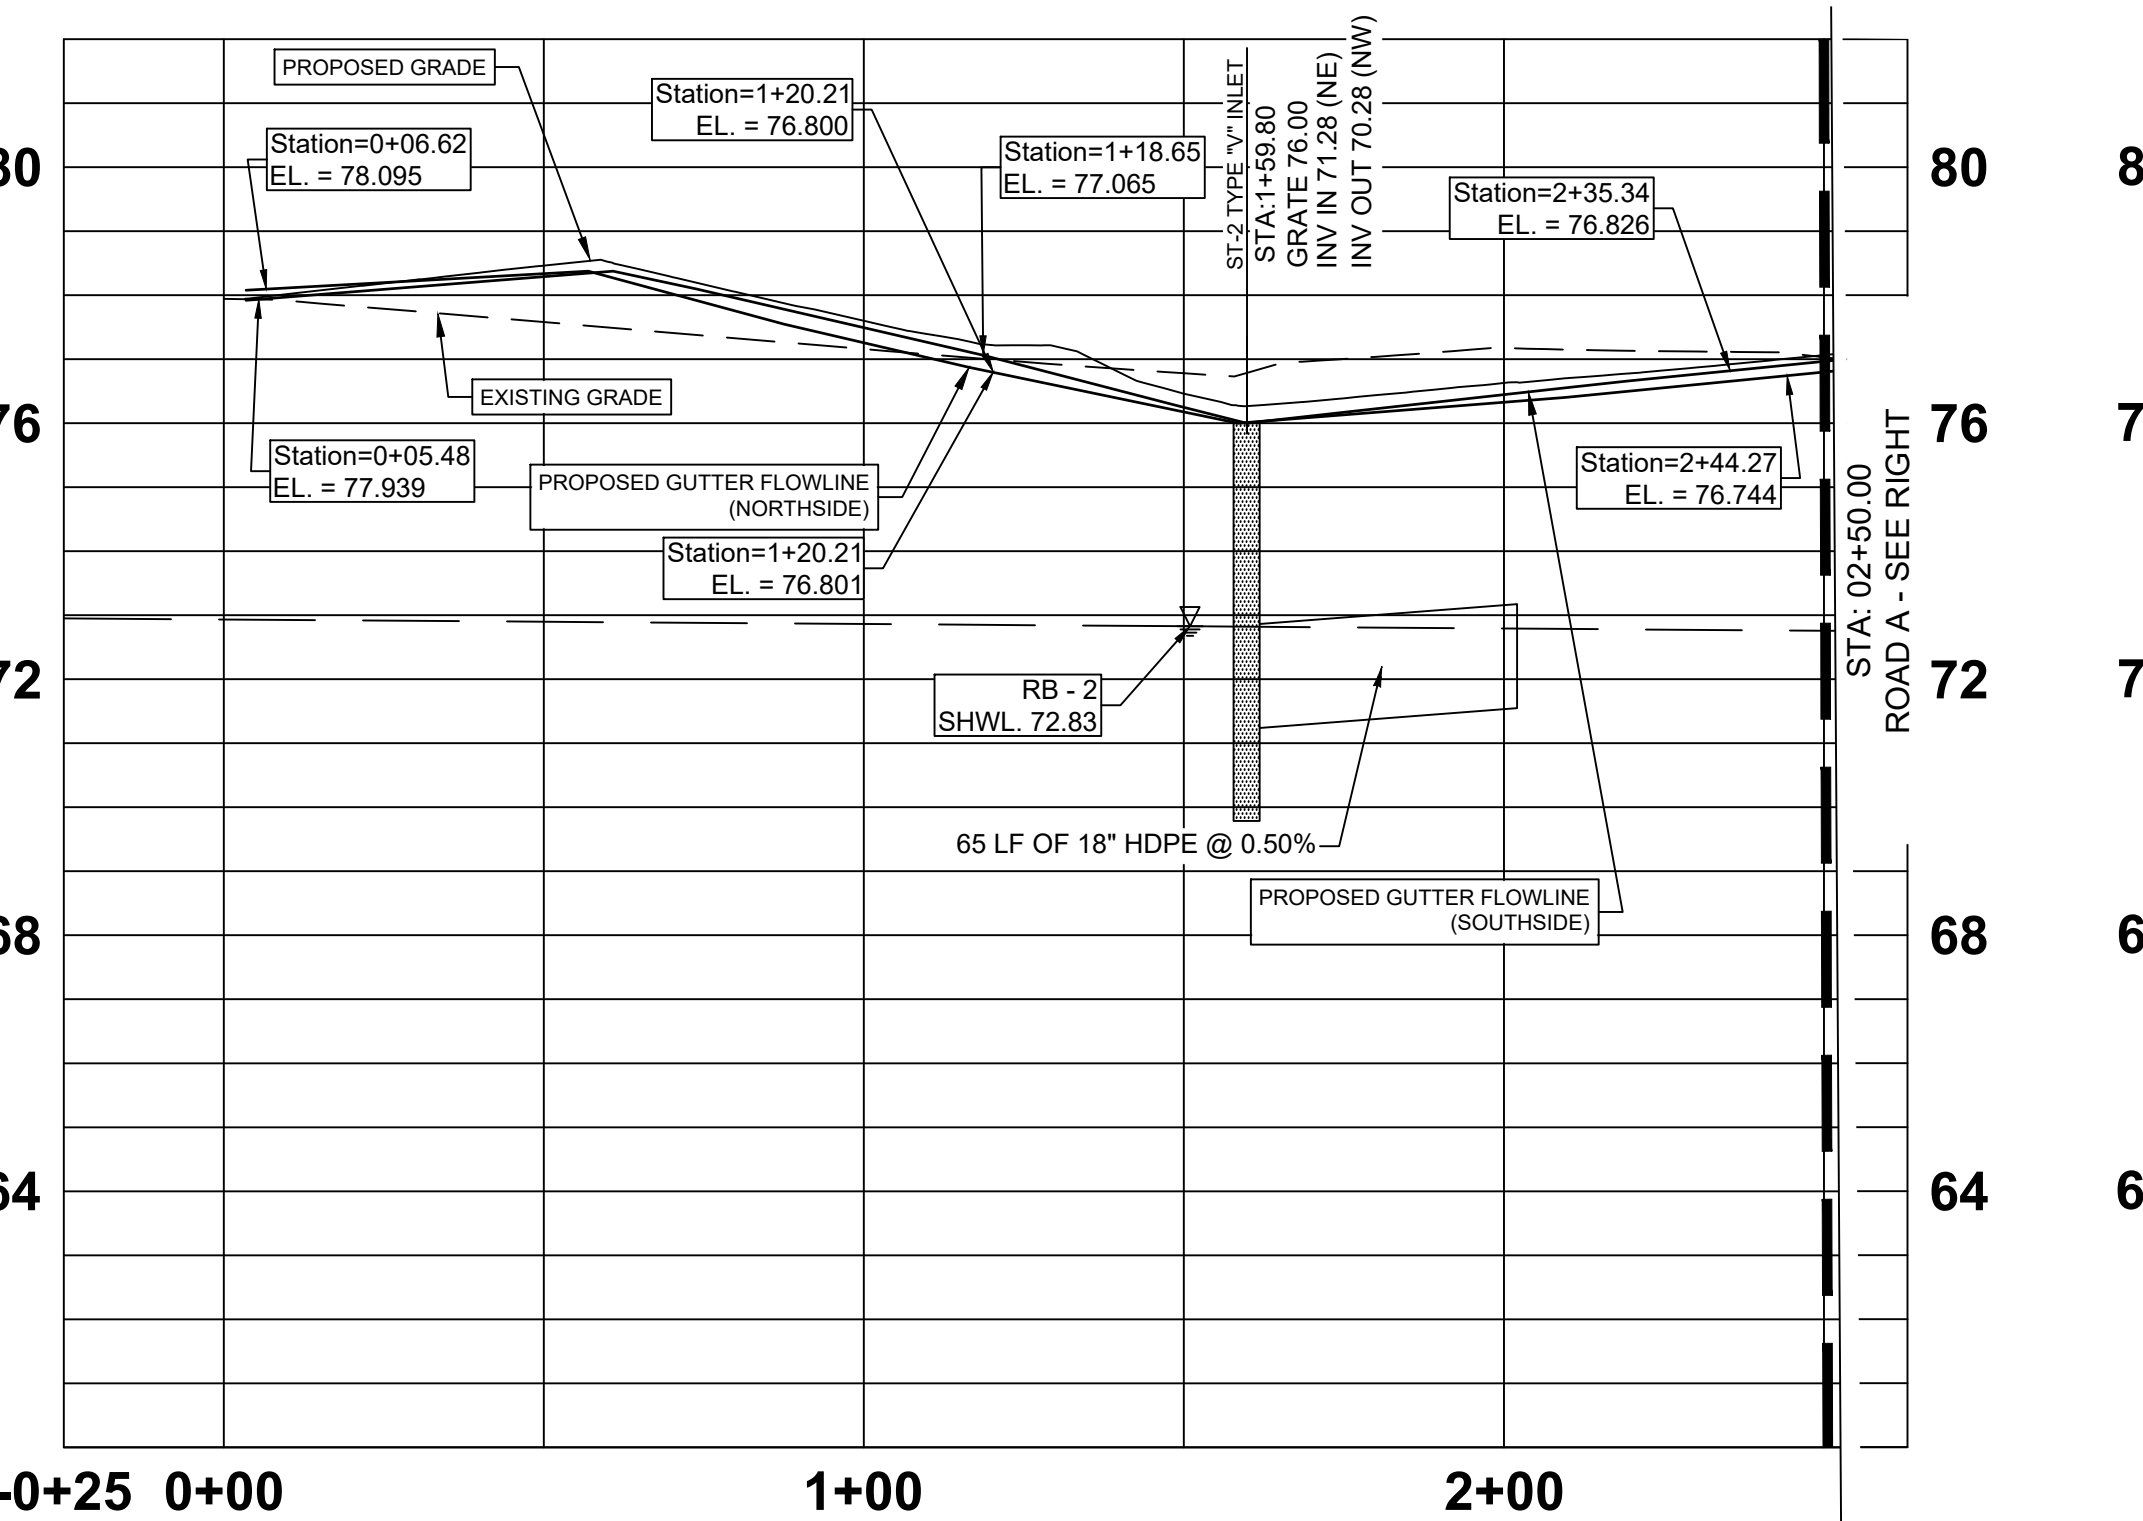 PROPOSED GRADE
Station=0+06.62
EL. = 78.095
Station=1+20.21
EL. = 76.800
Station=1+18.65
EL. = 77.065
ST-2 TYPE "V" INLET
STA:1+59.80
GRATE 76.00
INV IN 71.28 (NE)
INV OUT 70.28 (NW)
Station=2+35.34
EL. = 76.826
80
80
EXISTING GRADE
76
76
Station=0+05.48
EL. = 77.939
PROPOSED GUTTER FLOWLINE
(NORTHSIDE)
Station=1+20.21
EL. = 76.801
Station=2+44.27
EL. = 76.744
STA: 02+50.00
ROAD A - SEE RIGHT
72
72
RB - 2
SHWL. 72.83
65 LF OF 18" HDPE @ 0.50%
PROPOSED GUTTER FLOWLINE
(SOUTHSIDE)
68
68
64
64
-0+25
0+00
1+00
2+00